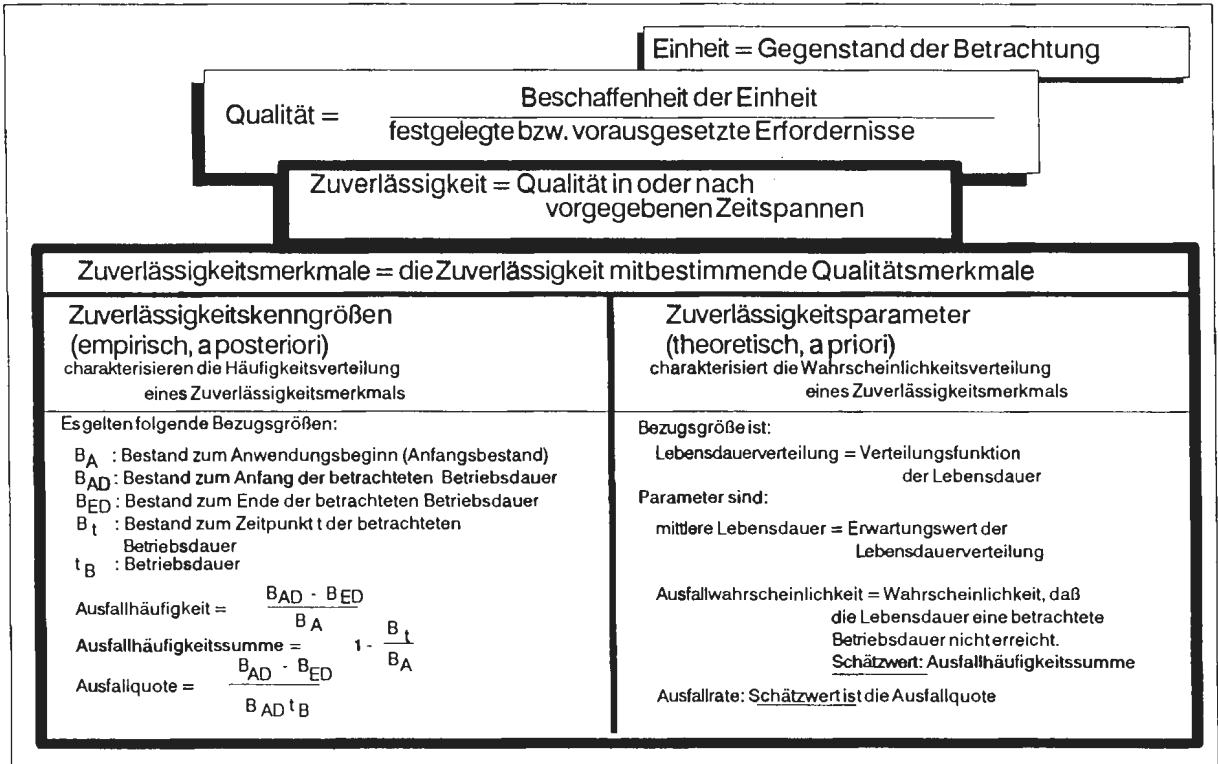 Einheit = Gegenstand der Betrachtung
Qualität = Beschaffenheit der Einheit
festgelegte bzw. vorausgesetzte Erfordernisse
Zuverlässigkeit = Qualität in oder nach
vorgegebenen Zeitspannen
Zuverlässigkeitsmerkmale = die Zuverlässigkeit mitbestimmende Qualitätsmerkmale
Zuverlässigkeitskenngrößen
(empirisch, a posteriori)
charakterisieren die Häufigkeitsverteilung
eines Zuverlässigkeitsmerkmals
Es gelten folgende Bezugsgrößen:
B_A : Bestand zum Anwendungsbeginn (Anfangsbestand)
B_AD : Bestand zum Anfang der betrachteten Betriebsdauer
B_ED : Bestand zum Ende der betrachteten Betriebsdauer
B_t : Bestand zum Zeitpunkt t der betrachteten
Betriebsdauer
t_B : Betriebsdauer
Ausfallhäufigkeit = B_AD - B_ED
B_A
Ausfallhäufigkeitssumme = 1 - B_t
B_A
Ausfallquote = B_AD - B_ED
B_AD t_B
Zuverlässigkeitsparameter
(theoretisch, a priori)
charakterisiert die Wahrscheinlichkeitsverteilung
eines Zuverlässigkeitsmerkmals
Bezugsgröße ist:
Lebensdauerverteilung = Verteilungsfunktion
der Lebensdauer
Parameter sind:
mittlere Lebensdauer = Erwartungswert der
Lebensdauerverteilung
Ausfallwahrscheinlichkeit = Wahrscheinlichkeit, daß
die Lebensdauer eine betrachtete
Betriebsdauer nicht erreicht.
Schätzwert: Ausfallhäufigkeitssumme
Ausfallrate: Schätzwert ist die Ausfallquote